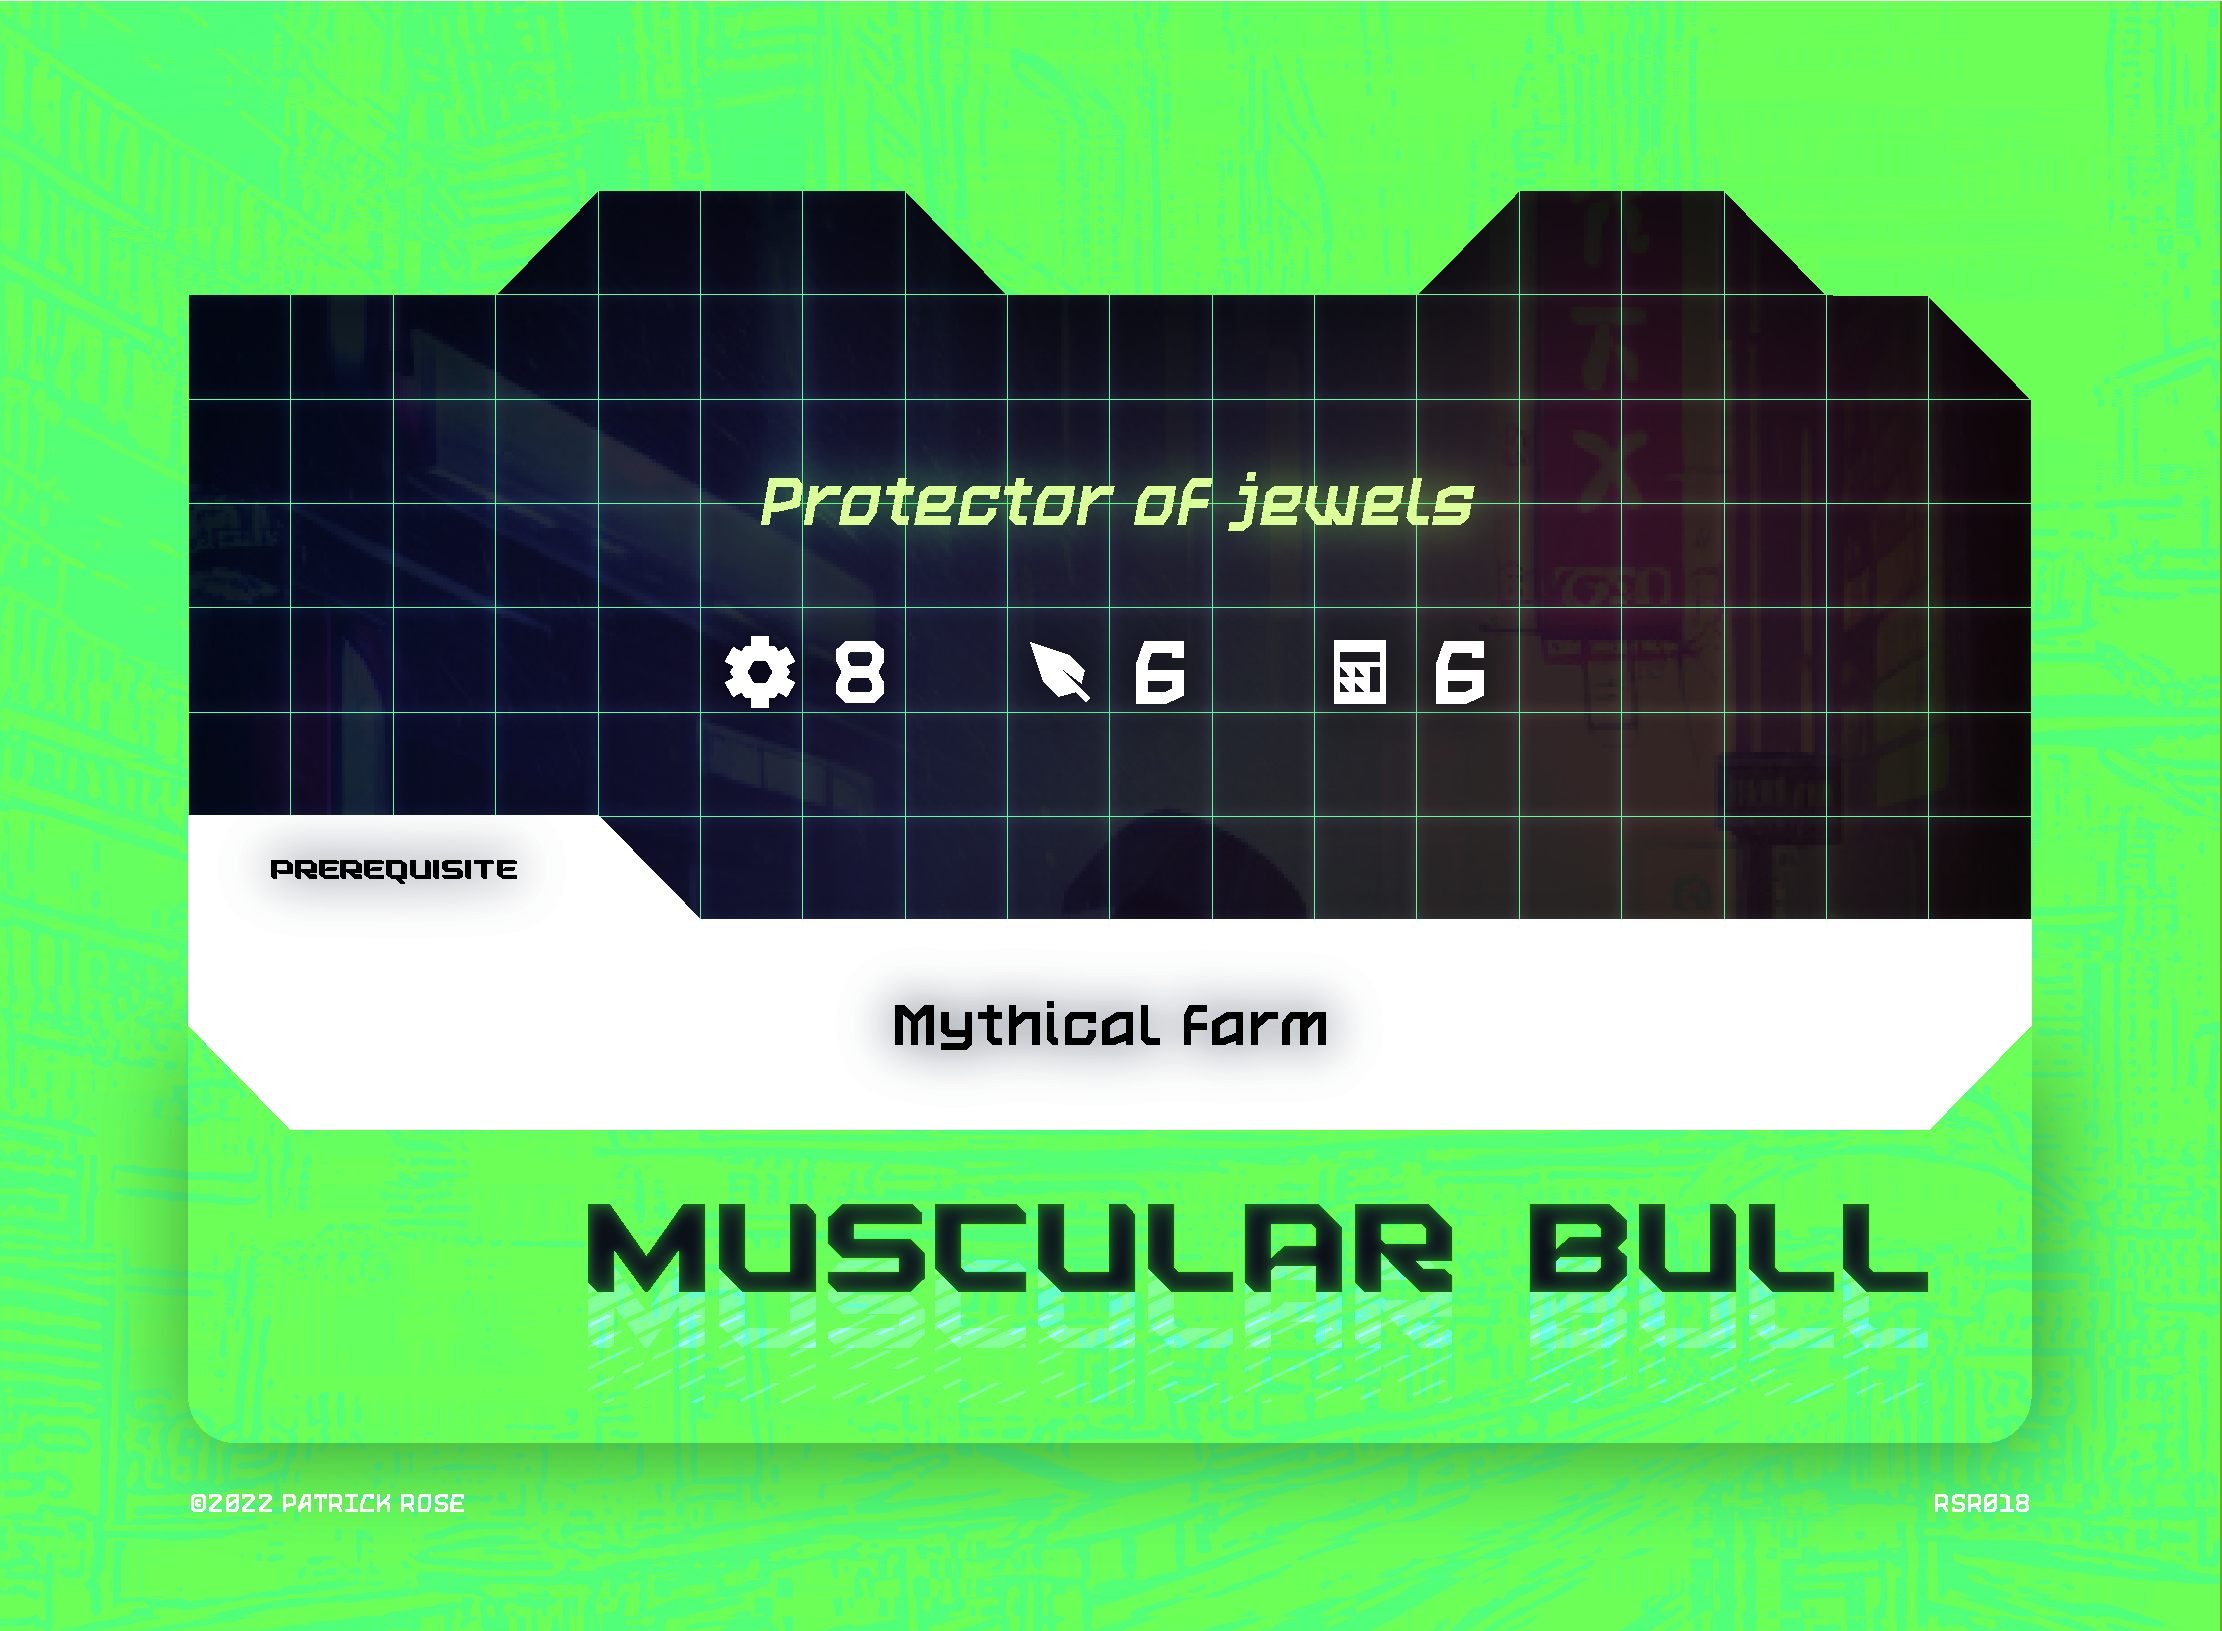 Protector of jewels
8 6 6
PREREQUISITE
Mythical farm
MUSCULAR BULL
©2022 PATRICK ROSE
RSR018